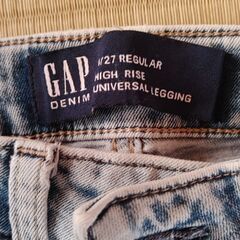 GAP
DENIM
/27 REGULAR
HIGH RISE
UNIVERSAL LEGGING